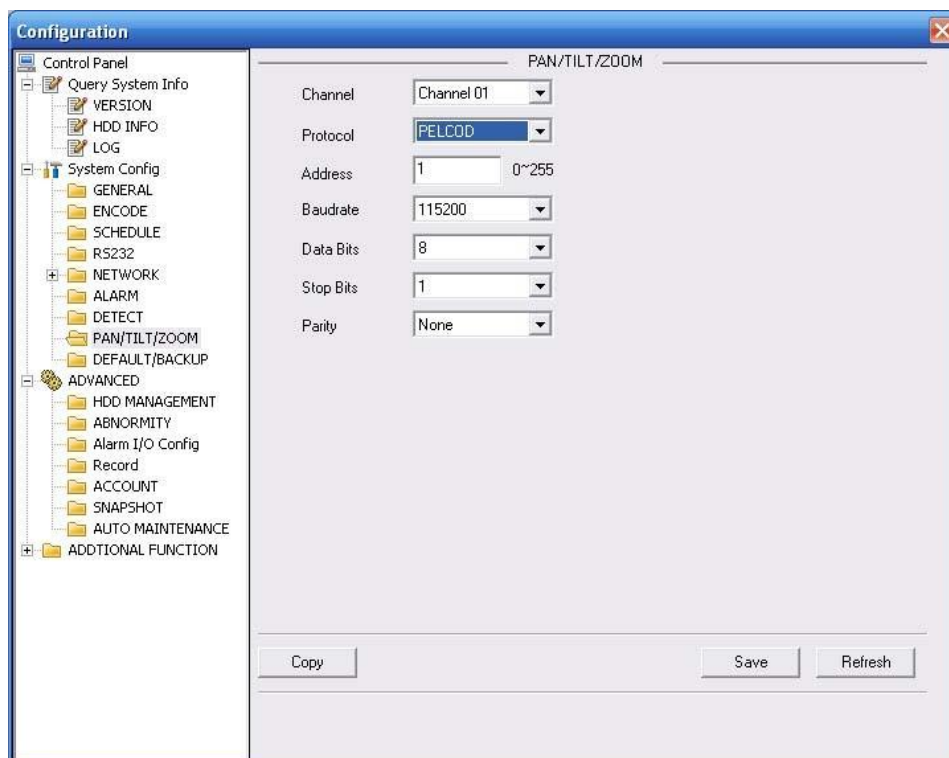 Configuration
Control Panel
Query System Info
VERSION
HDD INFO
LOG
System Config
GENERAL
ENCODE
SCHEDULE
RS232
NETWORK
ALARM
DETECT
PAN/TILT/ZOOM
DEFAULT/BACKUP
ADVANCED
HDD MANAGEMENT
ABNORMITY
Alarm I/O Config
Record
ACCOUNT
SNAPSHOT
AUTO MAINTENANCE
ADDTIONAL FUNCTION
PAN/TILT/ZOOM
Channel Channel 01
Protocol PELCOD
Address 1 0~255
Baudrate 115200
Data Bits 8
Stop Bits 1
Parity None
Copy Save Refresh